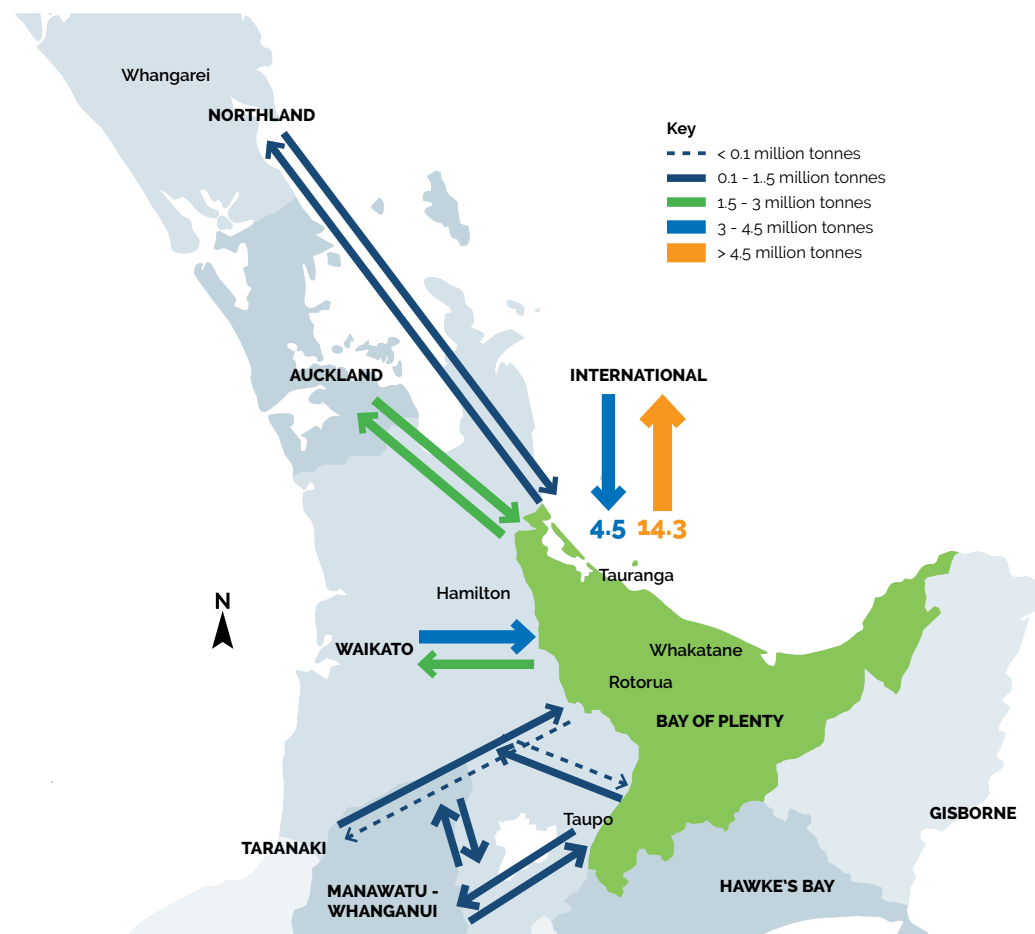 Whangarei
NORTHLAND
Key
< 0.1 million tonnes
0.1 - 1..5 million tonnes
1.5 - 3 million tonnes
3 - 4.5 million tonnes
> 4.5 million tonnes
AUCKLAND
INTERNATIONAL
4.5 14.3
Tauranga
Hamilton
N
WAIKATO
Whakatane
Rotorua
BAY OF PLENTY
Taupo
GISBORNE
TARANAKI
MANAWATU -
WHANGANUI
HAWKE'S BAY